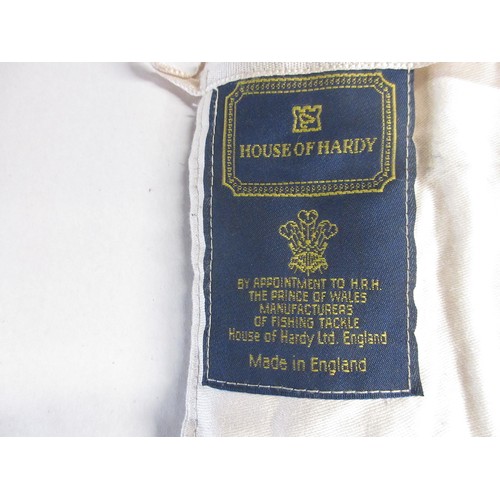 HOUSE OF HARDY
BY APPOINTMENT TO H.R.H.
THE PRINCE OF WALES
MANUFACTURERS
OF FISHING TACKLE
House of Hardy Ltd. England
Made in England